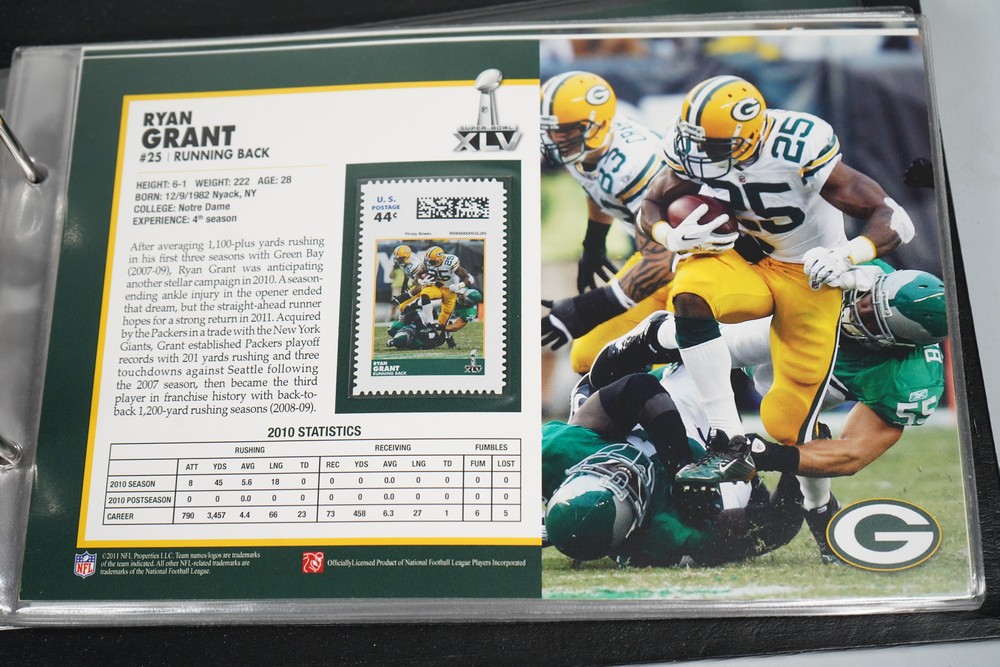 RYAN
GRANT
#25 | RUNNING BACK
SUPER BOWL
XLV
HEIGHT: 6-1 WEIGHT: 222 AGE: 28
BORN: 12/9/1982 Nyack, NY
COLLEGE: Notre Dame
EXPERIENCE: 4th season
After averaging 1,100-plus yards rushing
in his first three seasons with Green Bay
(2007-09), Ryan Grant was anticipating
another stellar campaign in 2010. A season-
ending ankle injury in the opener ended
that dream, but the straight-ahead runner
hopes for a strong return in 2011. Acquired
by the Packers in a trade with the New York
Giants, Grant established Packers playoff
records with 201 yards rushing and three
touchdowns against Seattle following
the 2007 season, then became the third
player in franchise history with back-to-
back 1,200-yard rushing seasons (2008-09).
U.S.
POSTAGE
44¢
RYAN
GRANT
RUNNING BACK
XLV
2010 STATISTICS
RUSHING RECEIVING FUMBLES
ATT YDS AVG LNG TD REC YDS AVG LNG TD FUM LOST
2010 SEASON 8 45 5.6 18 0 0 0 0.0 0 0 0 0
2010 POSTSEASON 0 0 0.0 0 0 0 0 0.0 0 0 0 0
CAREER 790 3,457 4.4 66 23 73 458 6.3 27 1 6 5
NFL
©2011 NFL Properties LLC. Team names/logos are trademarks
of the team indicated. All other NFL-related trademarks are
trademarks of the National Football League.
Officially Licensed Product of National Football League Players Incorporated
G
G
25
25
83
55
G